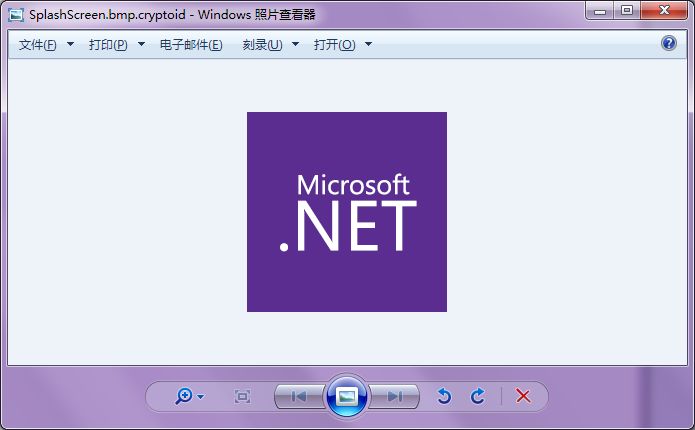 SplashScreen.bmp.cryptoid - Windows 照片查看器
文件(F) 打印(P) 电子邮件(E) 刻录(U) 打开(O)
Microsoft
.NET